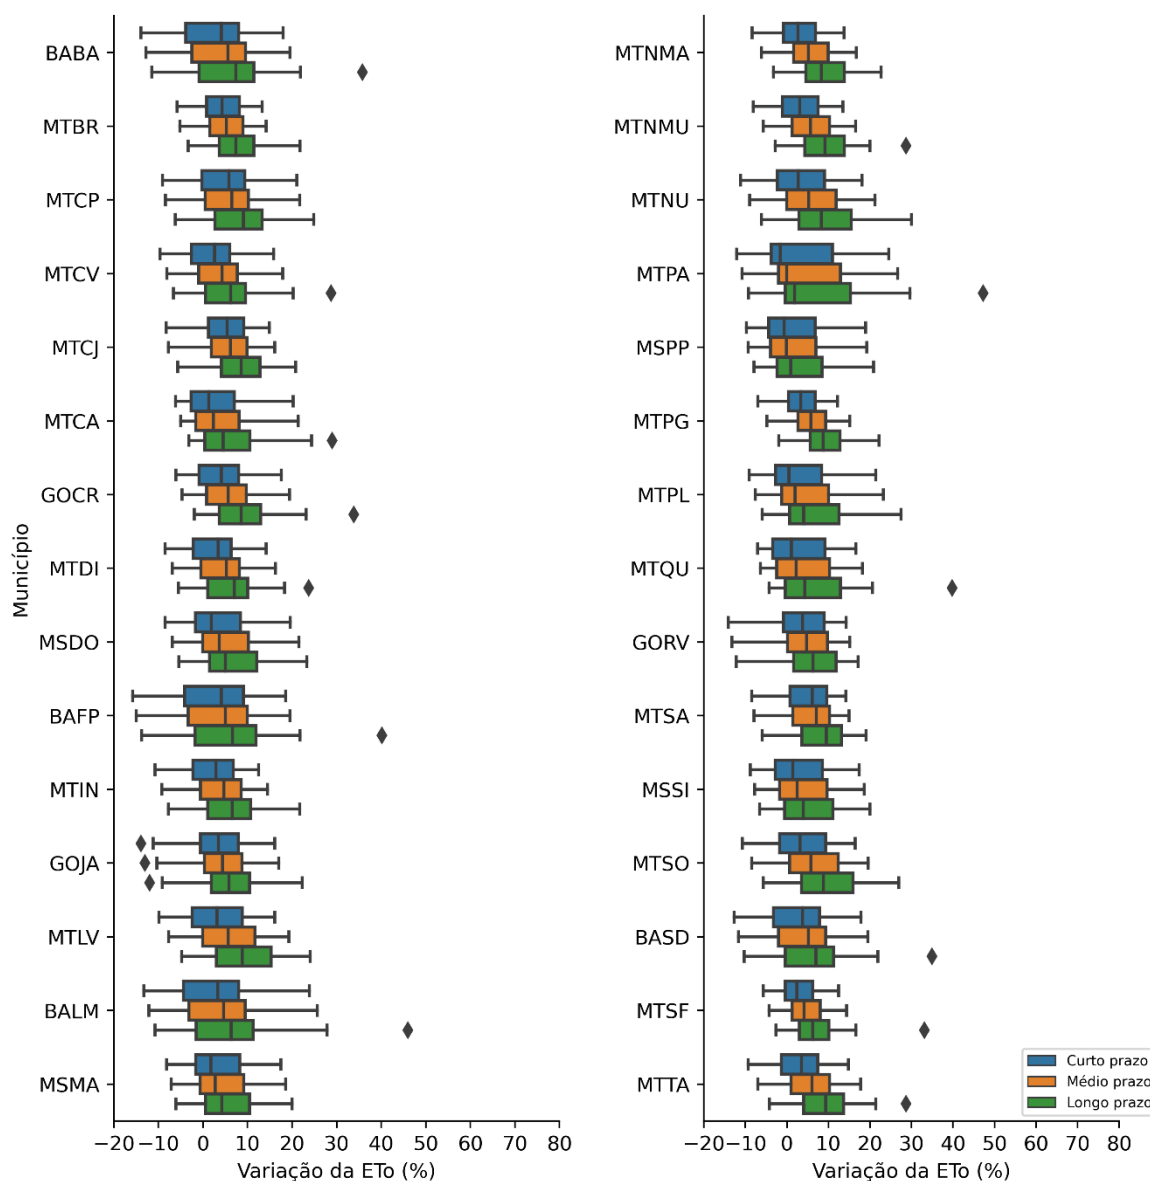 Município
BABA
MTBR
MTCP
MTCV
MTCJ
MTCA
GOCR
MTDI
MSDO
BAFP
MTIN
GOJA
MTLV
BALM
MSMA
−20 −10 0 10 20 30 40 50 60 70 80
Variação da ETo (%)
MTNMA
MTNMU
MTNU
MTPA
MSPP
MTPG
MTPL
MTQU
GORV
MTSA
MSSI
MTSO
BASD
MTSF
MTTA
Curto prazo
Médio prazo
Longo prazo
−20 −10 0 10 20 30 40 50 60 70 80
Variação da ETo (%)